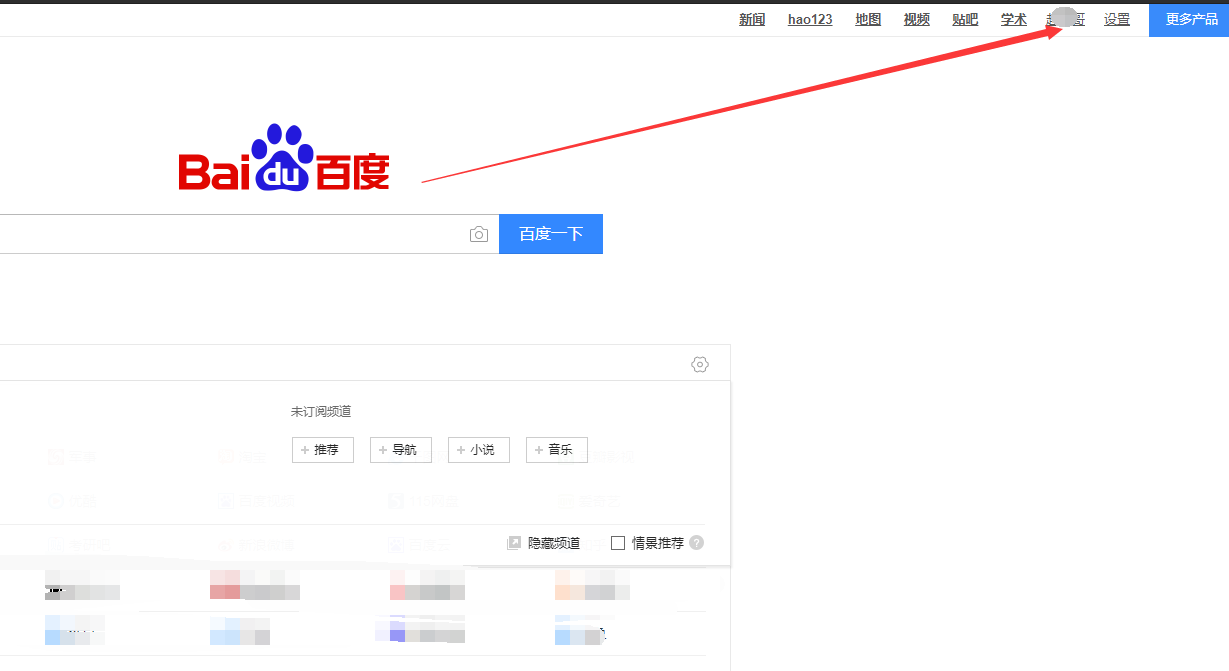 新闻 hao123 地图 视频 贴吧 学术 设置 更多产品
Bai du 百度
百度一下
未订阅频道
+ 推荐 + 导航 + 小说 + 音乐
隐藏频道 情景推荐 ?